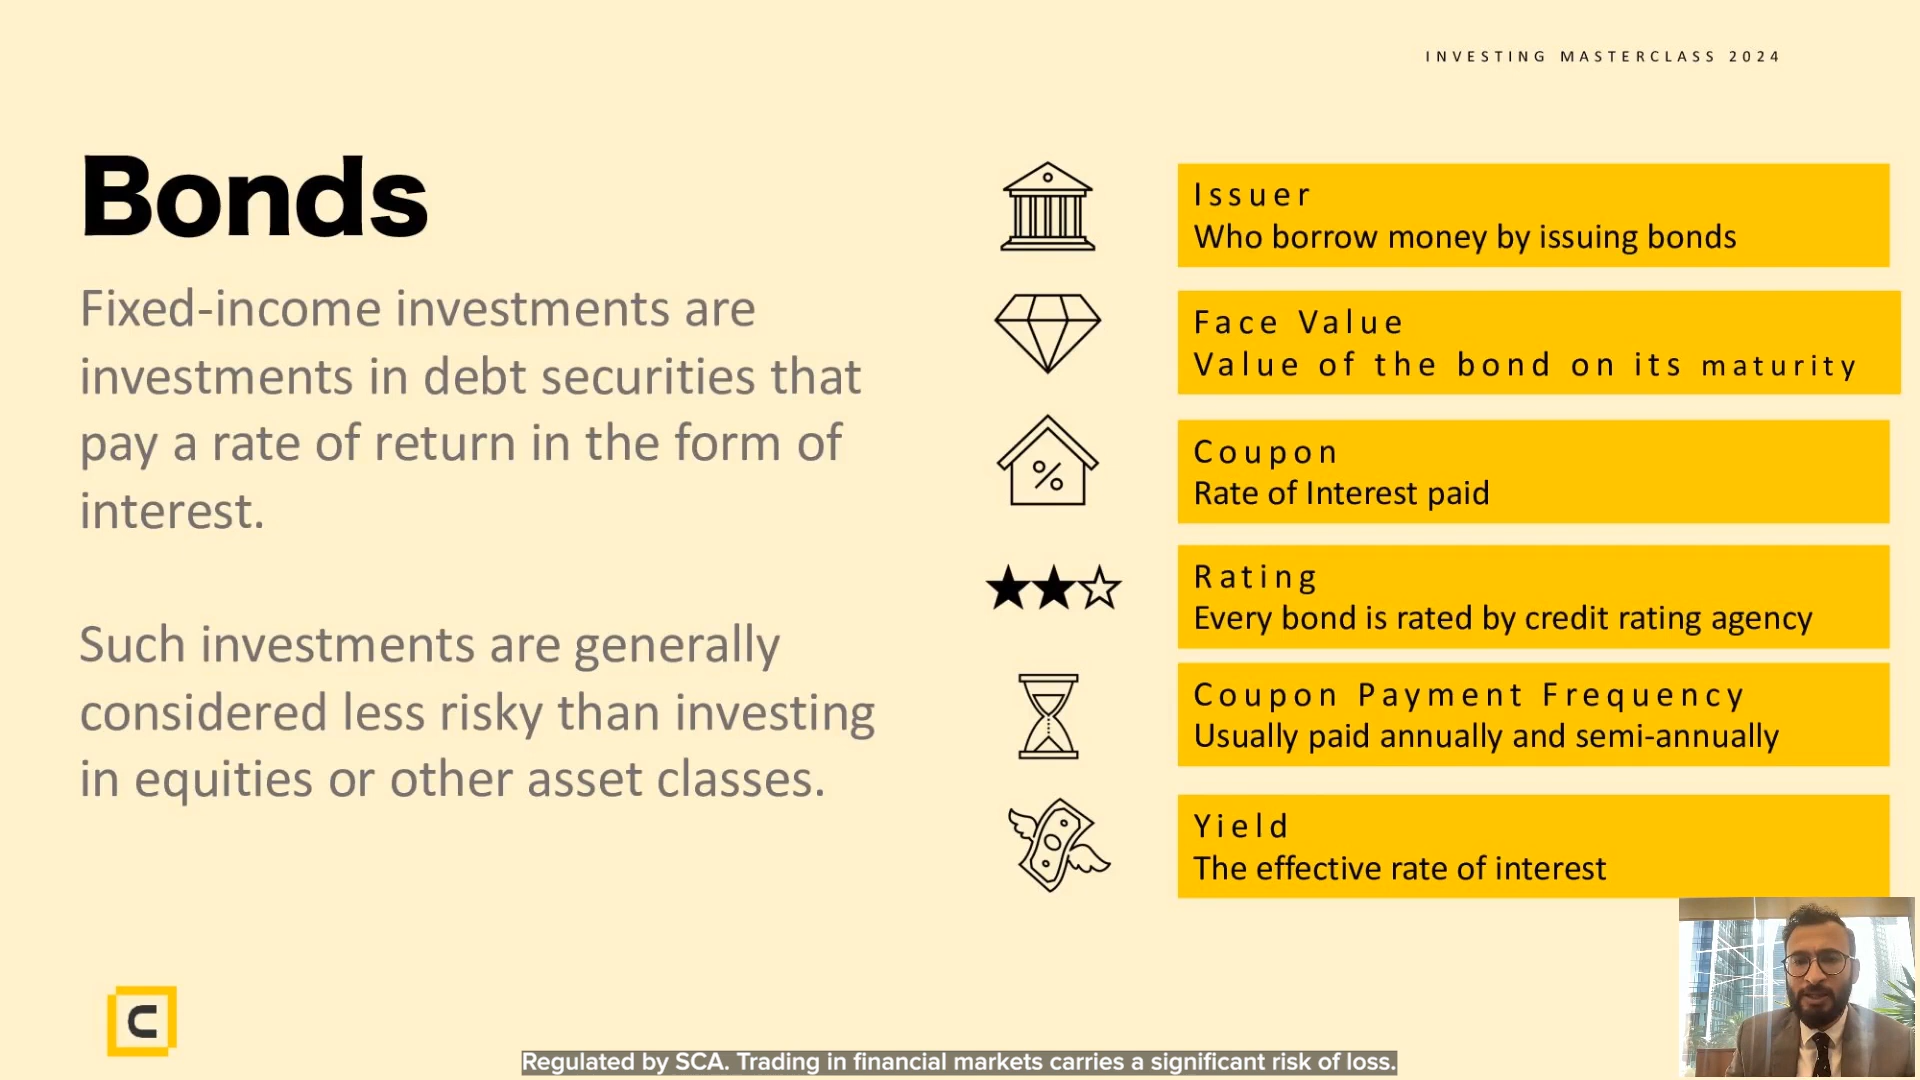 INVESTING MASTERCLASS 2024
Bonds
Fixed-income investments are
investments in debt securities that
pay a rate of return in the form of
interest.
Such investments are generally
considered less risky than investing
in equities or other asset classes.
Issuer
Who borrow money by issuing bonds
Face Value
Value of the bond on its maturity
Coupon
Rate of Interest paid
Rating
Every bond is rated by credit rating agency
Coupon Payment Frequency
Usually paid annually and semi-annually
Yield
The effective rate of interest
C
Regulated by SCA. Trading in financial markets carries a significant risk of loss.